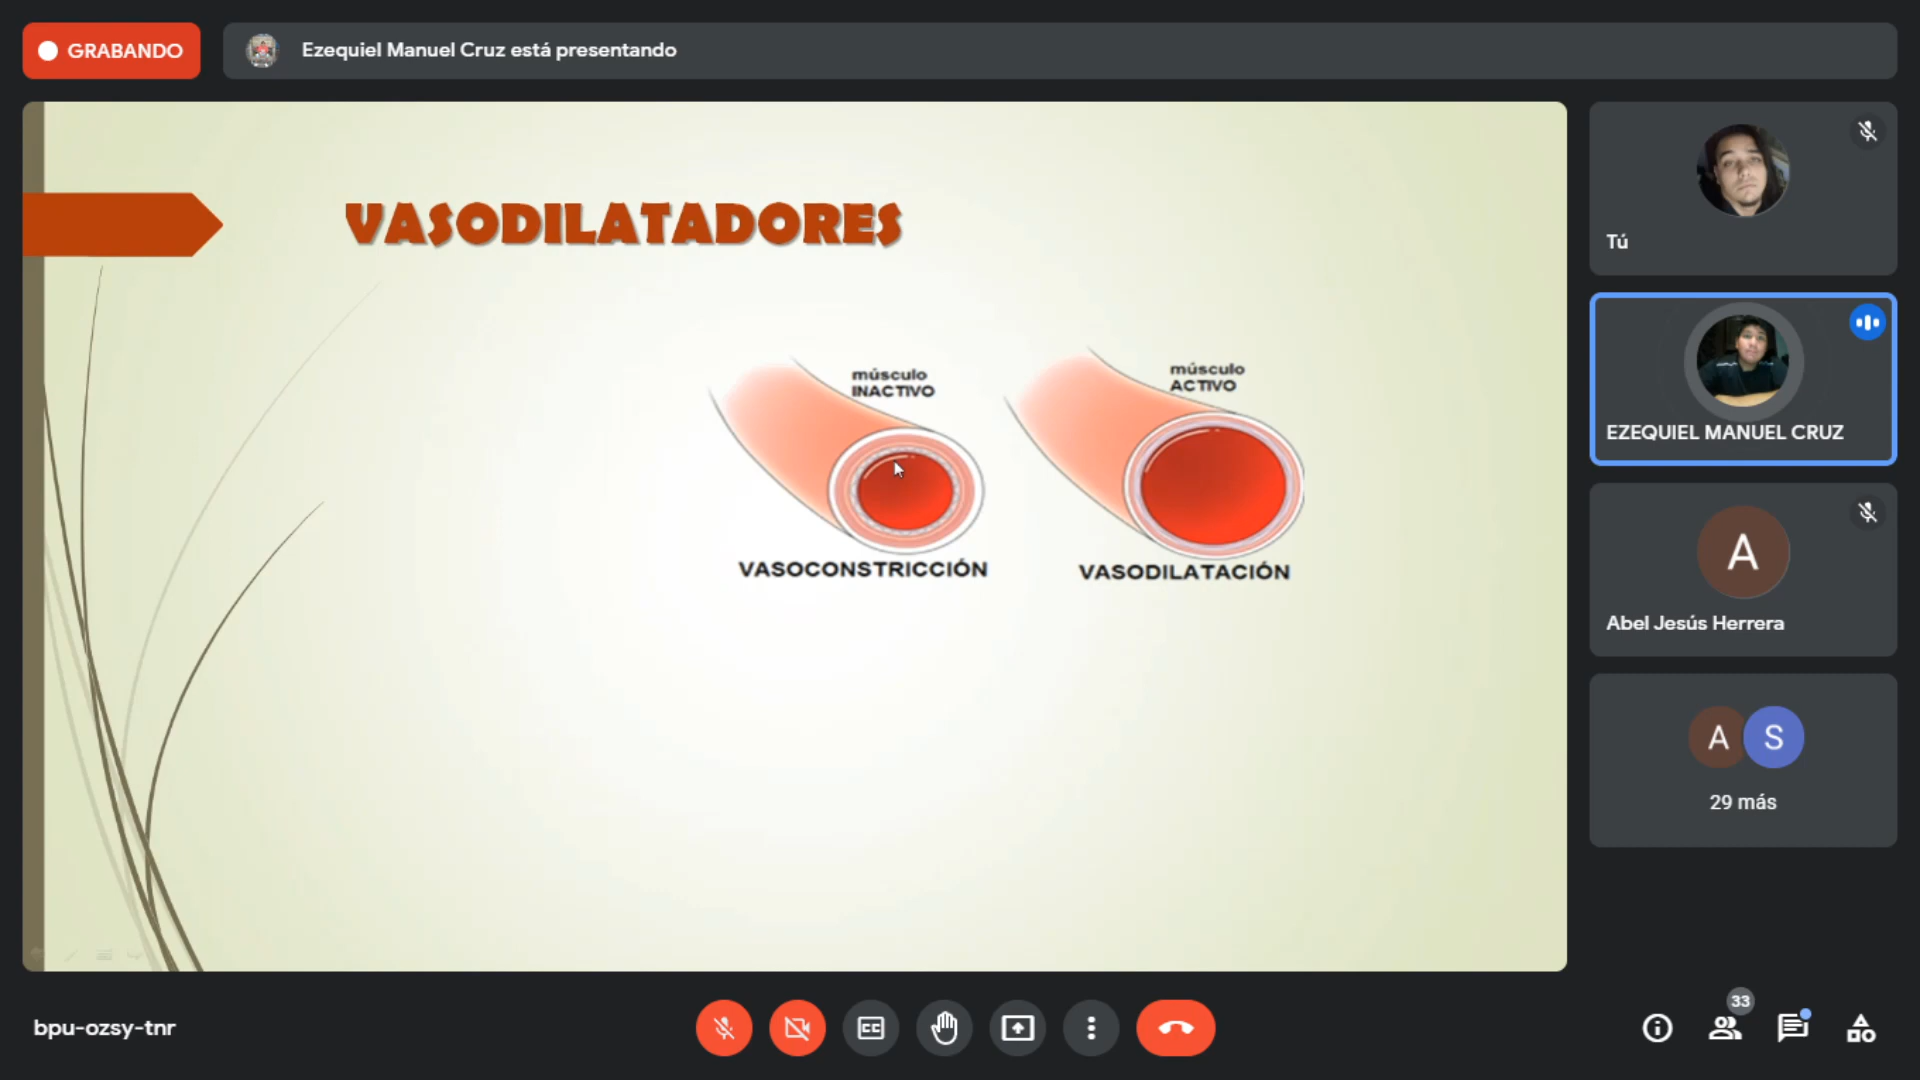 GRABANDO
Ezequiel Manuel Cruz está presentando
VASODILATADORES
músculo
INACTIVO
músculo
ACTIVO
VASOCONSTRICCIÓN
VASODILATACIÓN
Tú
EZEQUIEL MANUEL CRUZ
A
Abel Jesús Herrera
A
S
29 más
bpu-ozsy-tnr
CC
33